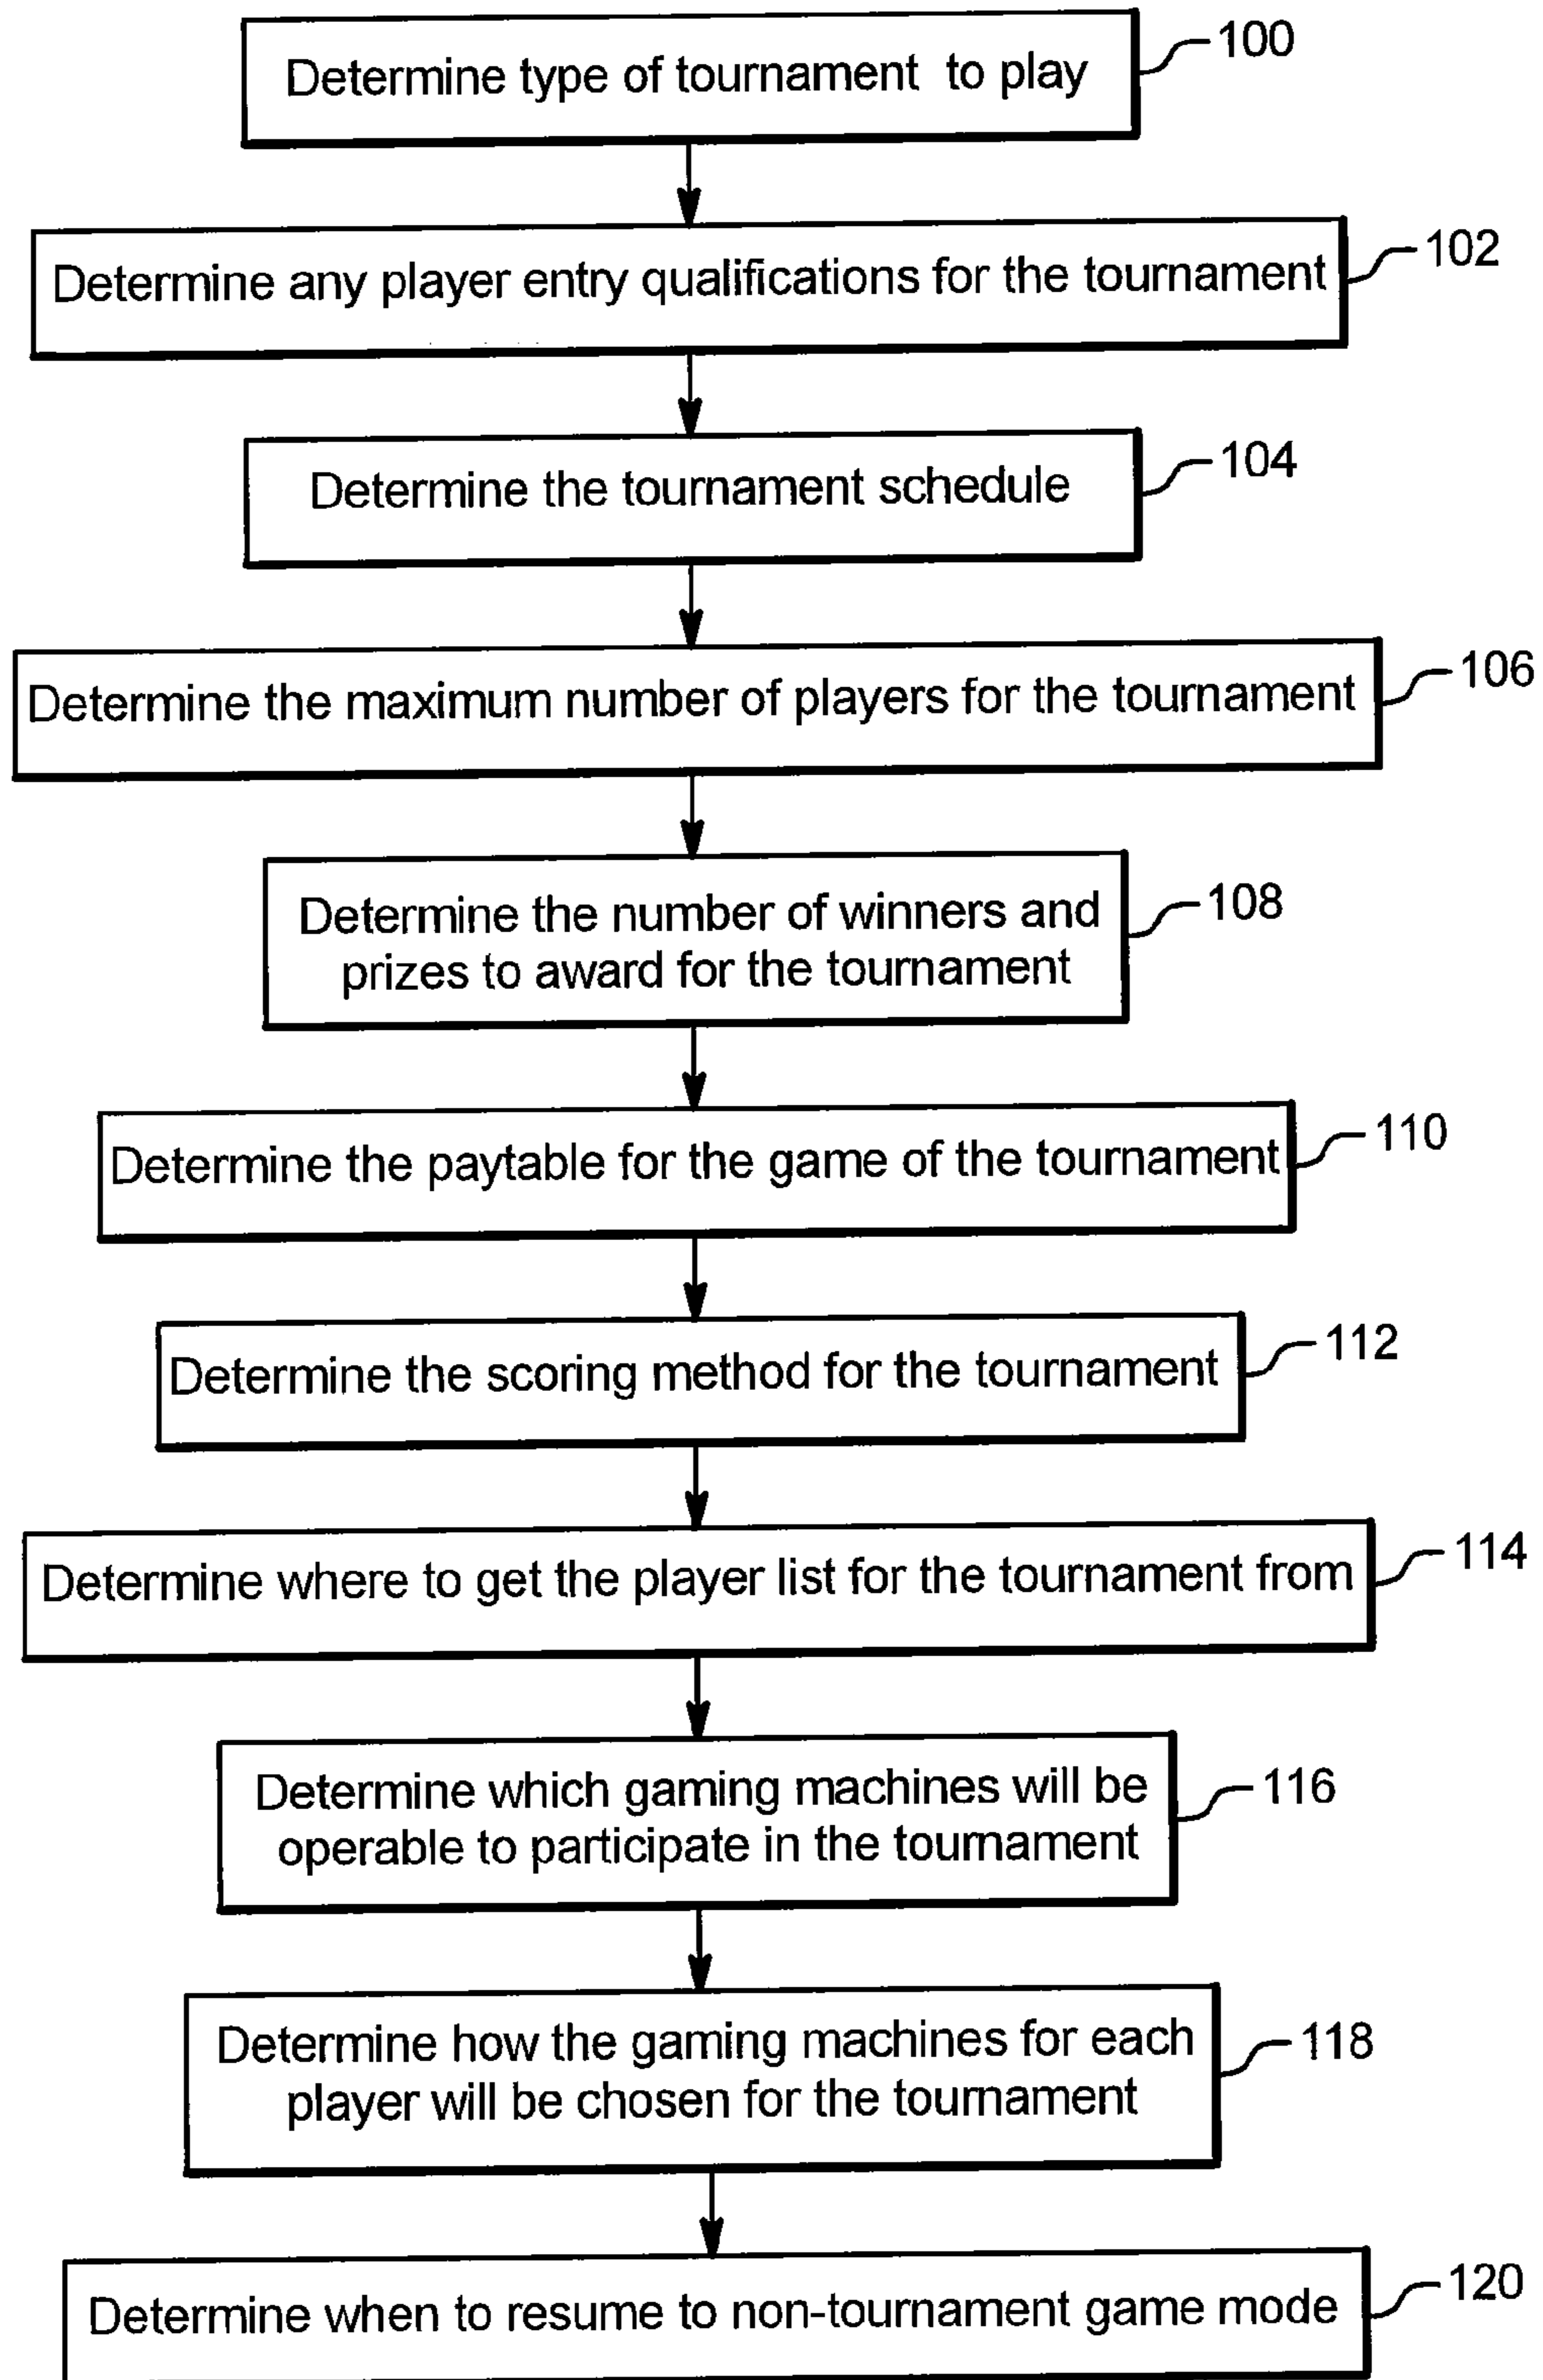 Determine type of tournament to play
100
Determine any player entry qualifications for the tournament
102
Determine the tournament schedule
104
Determine the maximum number of players for the tournament
106
Determine the number of winners and
prizes to award for the tournament
108
Determine the paytable for the game of the tournament
110
Determine the scoring method for the tournament
112
Determine where to get the player list for the tournament from
114
Determine which gaming machines will be
operable to participate in the tournament
116
Determine how the gaming machines for each
player will be chosen for the tournament
118
Determine when to resume to non-tournament game mode
120